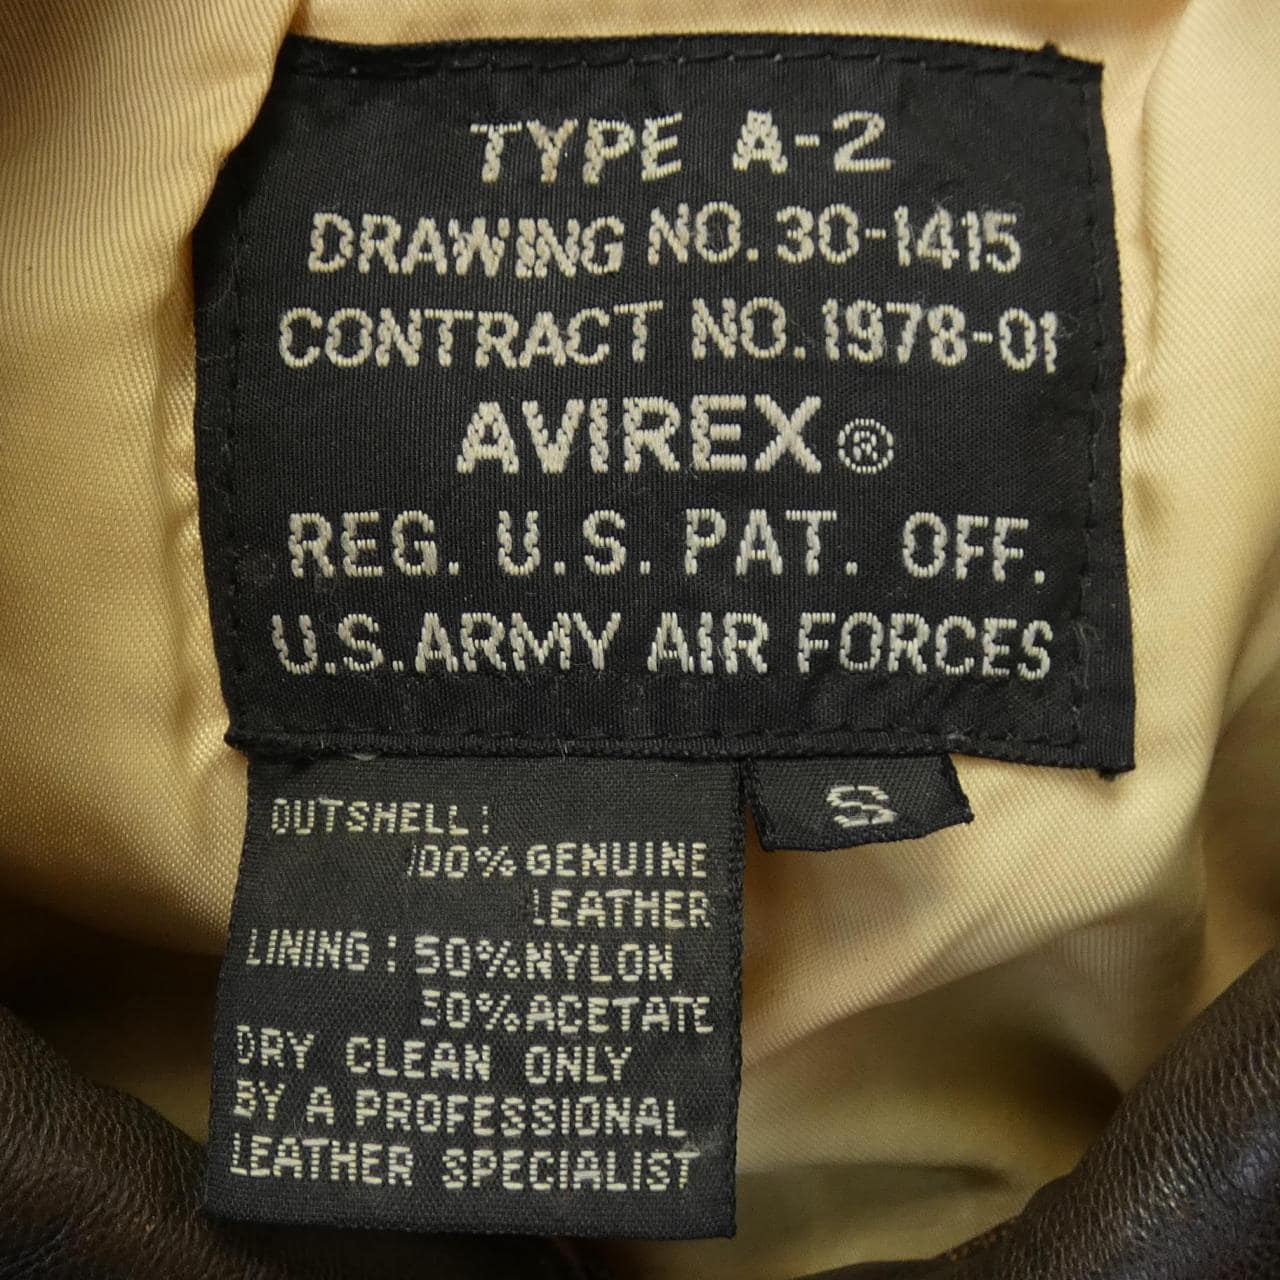 TYPE A-2
DRAWING NO. 30-1415
CONTRACT NO. 1978-01
AVIREX®
REG. U.S. PAT. OFF.
U.S. ARMY AIR FORCES
S
OUTSHELL:
100% GENUINE
LEATHER
LINING: 50% NYLON
50% ACETATE
DRY CLEAN ONLY
BY A PROFESSIONAL
LEATHER SPECIALIST